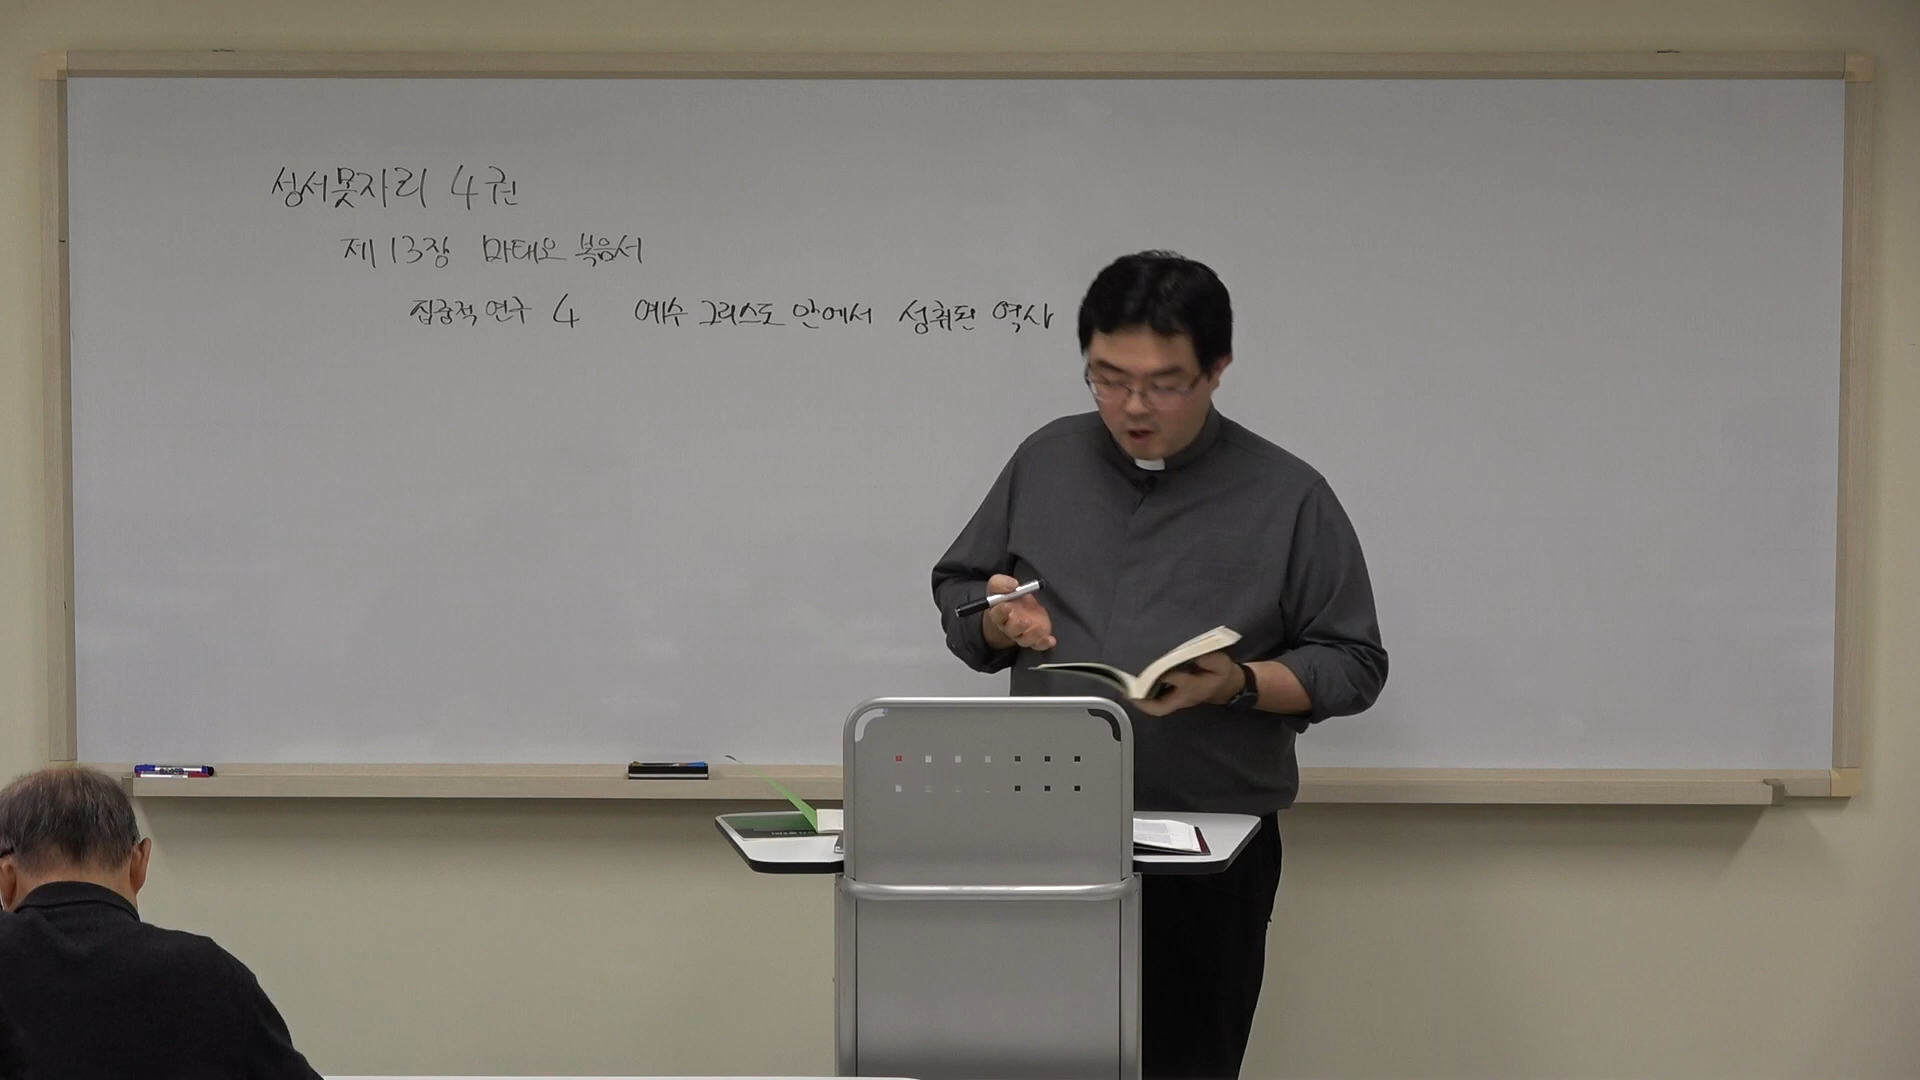 성서못자리 4권
제13장 마태오 복음서
집중적 연구 4 예수 그리스도 안에서 성취된 역사